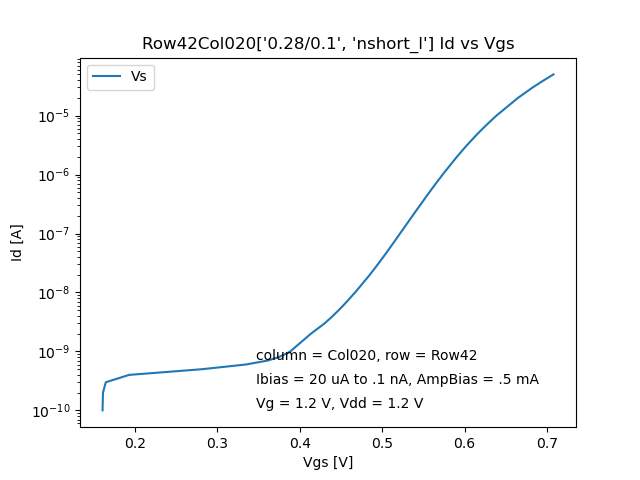 Row42Col020['0.28/0.1', 'nshort_l'] Id vs Vgs
Vs
10⁻⁵
10⁻⁶
10⁻⁷
10⁻⁸
10⁻⁹
10⁻¹⁰
Id [A]
column = Col020, row = Row42
Ibias = 20 uA to .1 nA, AmpBias = .5 mA
Vg = 1.2 V, Vdd = 1.2 V
0.2 0.3 0.4 0.5 0.6 0.7
Vgs [V]